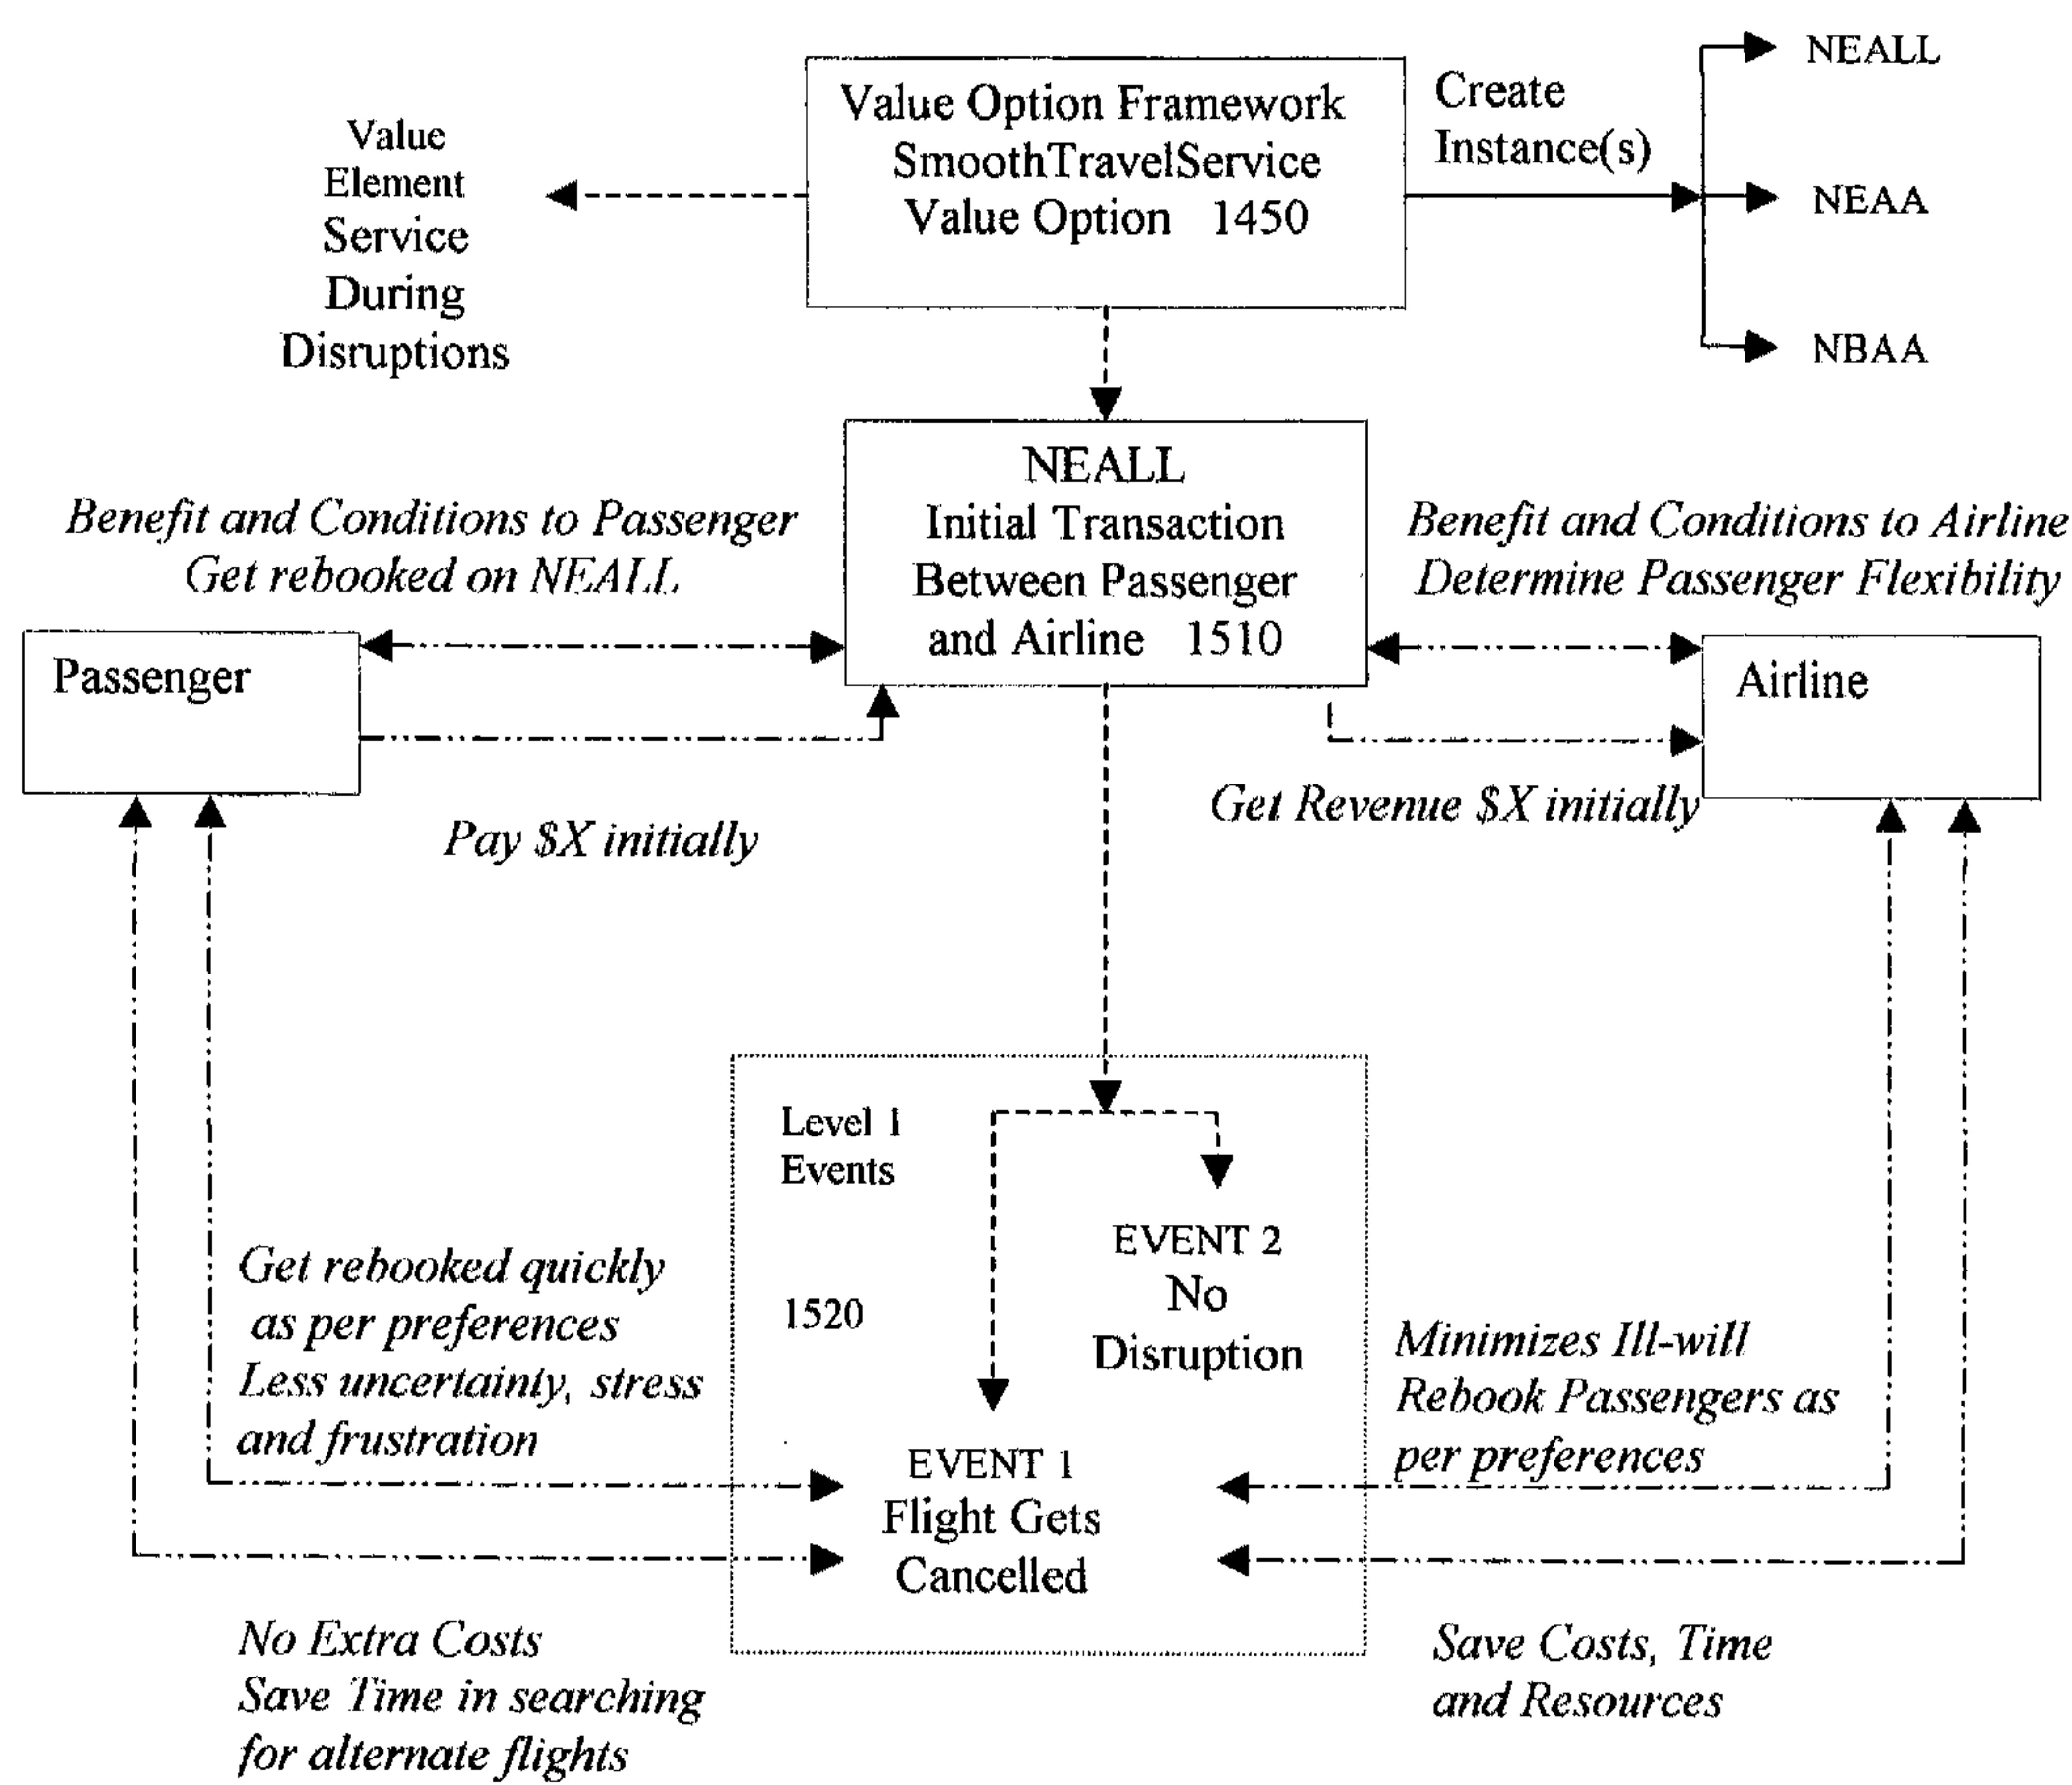 Value
Element
Service
During
Disruptions
Value Option Framework
SmoothTravelService
Value Option 1450
Create
Instance(s)
NEALL
NEAA
NBAA
Benefit and Conditions to Passenger
Get rebooked on NEALL
NEALL
Initial Transaction
Between Passenger
and Airline 1510
Benefit and Conditions to Airline
Determine Passenger Flexibility
Passenger
Airline
Pay $X initially
Get Revenue $X initially
Level 1
Events
1520
EVENT 2
No
Disruption
Get rebooked quickly
as per preferences
Less uncertainty, stress
and frustration
Minimizes Ill-will
Rebook Passengers as
per preferences
EVENT 1
Flight Gets
Cancelled
No Extra Costs
Save Time in searching
for alternate flights
Save Costs, Time
and Resources